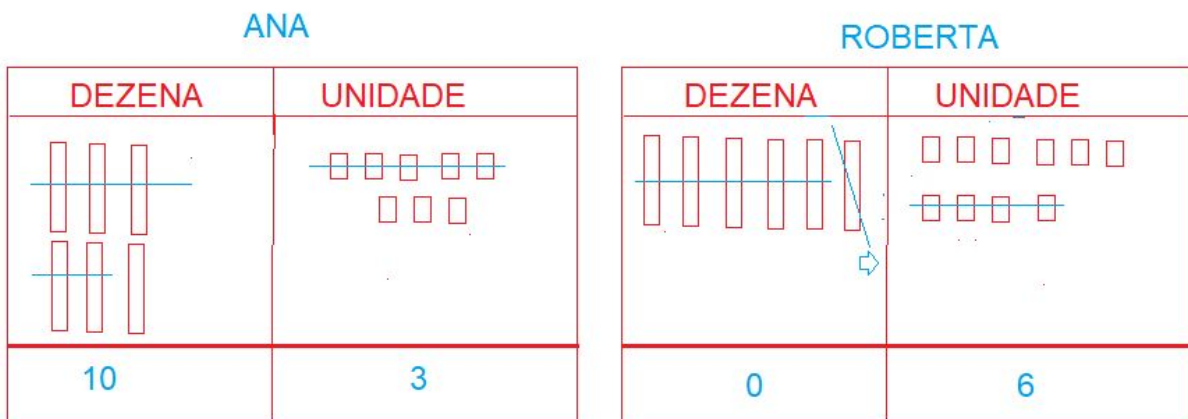 ANA
DEZENA UNIDADE
10 3
ROBERTA
DEZENA UNIDADE
0 6